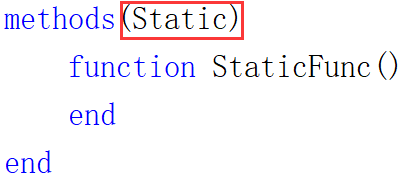 methods(Static)
    function StaticFunc()
    end
end